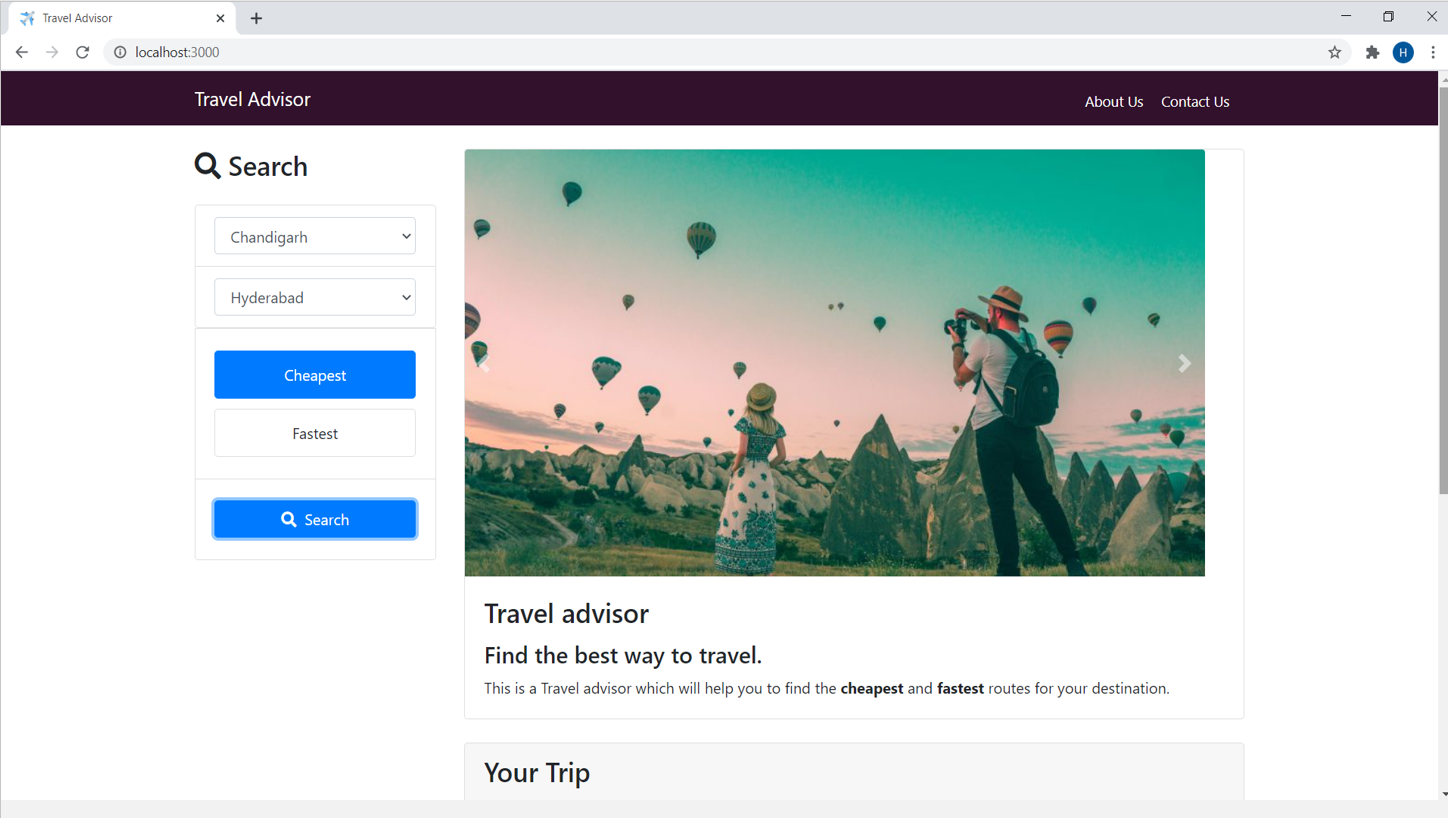 Travel Advisor
localhost:3000
H
Travel Advisor
About Us Contact Us
Search
Chandigarh
Hyderabad
Cheapest
Fastest
Search
Travel advisor
Find the best way to travel.
This is a Travel advisor which will help you to find the cheapest and fastest routes for your destination.
Your Trip